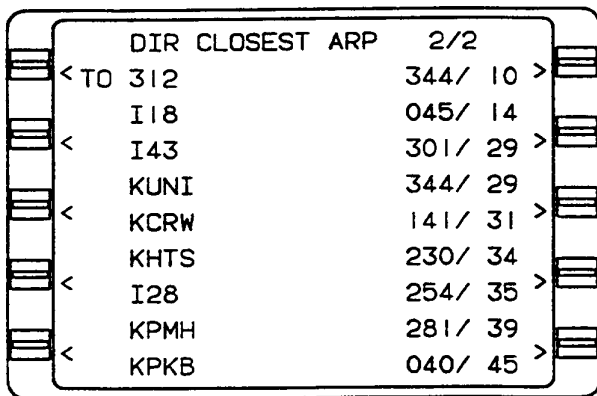 DIR CLOSEST ARP 2/2
< TO 3I2 344/ 10 >
I18 045/ 14
< I43 301/ 29 >
KUNI 344/ 29
< KCRW 141/ 31 >
KHTS 230/ 34
< I28 254/ 35 >
KPMH 281/ 39
< KPKB 040/ 45 >